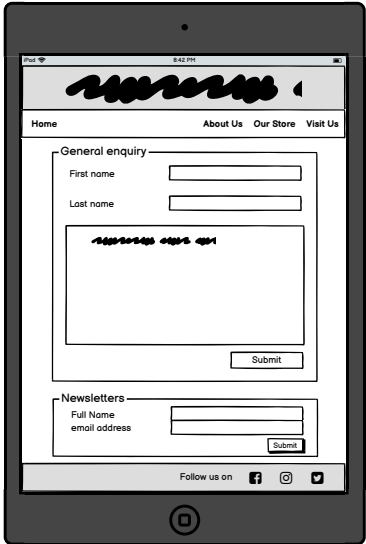 iPad 8:42 PM
Home About Us Our Store Visit Us
General enquiry
First name
Last name
Submit
Newsletters
Full Name
email address
Submit
Follow us on